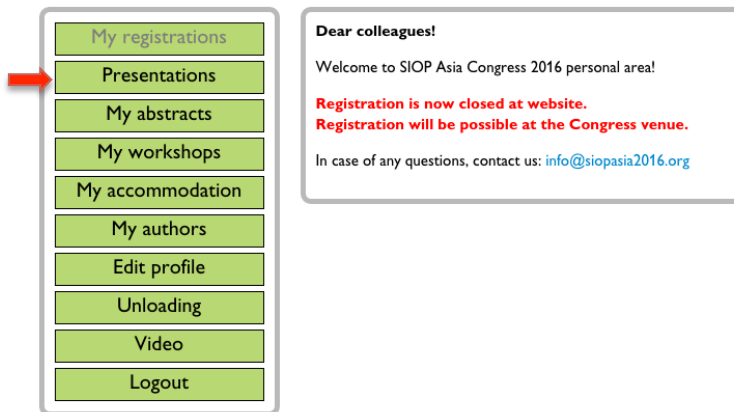 My registrations
Presentations
My abstracts
My workshops
My accommodation
My authors
Edit profile
Unloading
Video
Logout
Dear colleagues!
Welcome to SIOP Asia Congress 2016 personal area!
Registration is now closed at website.
Registration will be possible at the Congress venue.
In case of any questions, contact us: info@siopasia2016.org